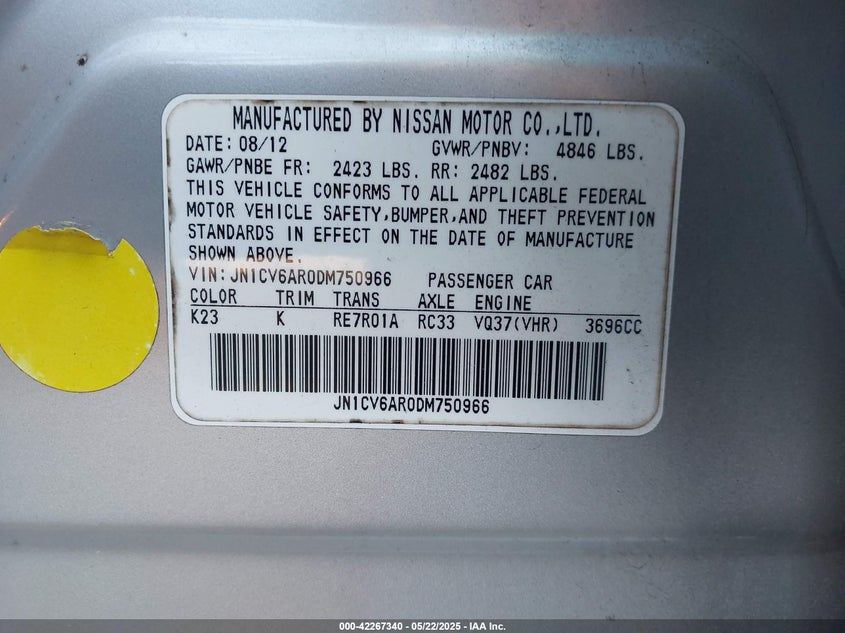 MANUFACTURED BY NISSAN MOTOR CO.,LTD.
DATE: 08/12 GVWR/PNBV: 4846 LBS.
GAWR/PNBE FR: 2423 LBS. RR: 2482 LBS.
THIS VEHICLE CONFORMS TO ALL APPLICABLE FEDERAL
MOTOR VEHICLE SAFETY,BUMPER,AND THEFT PREVENTION
STANDARDS IN EFFECT ON THE DATE OF MANUFACTURE
SHOWN ABOVE.
VIN: JN1CV6AR0DM750966 PASSENGER CAR
COLOR TRIM TRANS AXLE ENGINE
K23 K RE7R01A RC33 VQ37(VHR) 3696CC
JN1CV6AR0DM750966
000-42267340 - 05/22/2025 - IAA Inc.